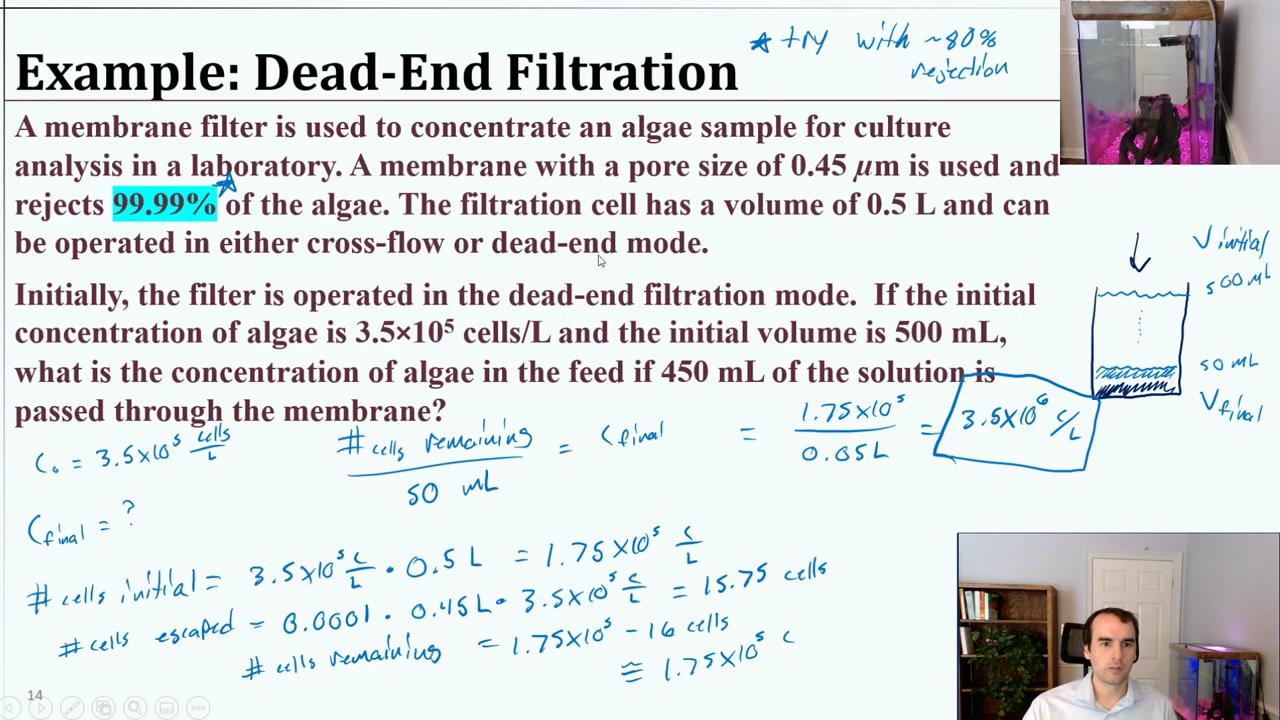 ★ try with ~80%
rejection
Example: Dead-End Filtration
A membrane filter is used to concentrate an algae sample for culture
analysis in a laboratory. A membrane with a pore size of 0.45 μm is used and
rejects 99.99%★ of the algae. The filtration cell has a volume of 0.5 L and can
be operated in either cross-flow or dead-end mode.
Initially, the filter is operated in the dead-end filtration mode. If the initial
concentration of algae is 3.5×10⁵ cells/L and the initial volume is 500 mL,
what is the concentration of algae in the feed if 450 mL of the solution is
passed through the membrane?
V initial
500 mL
50 mL
V final
C₀ = 3.5×10⁵ cells/L
# cells remaining / 50 mL = C final = 1.75×10⁵ / 0.05L = 3.5×10⁶ c/L
C final = ?
# cells initial = 3.5×10⁵ c/L • 0.5 L = 1.75×10⁵ c/L
# cells escaped = 0.0001 • 0.45L • 3.5×10⁵ c/L = 15.75 cells
# cells remaining = 1.75×10⁵ - 16 cells
≅ 1.75×10⁵ c
14